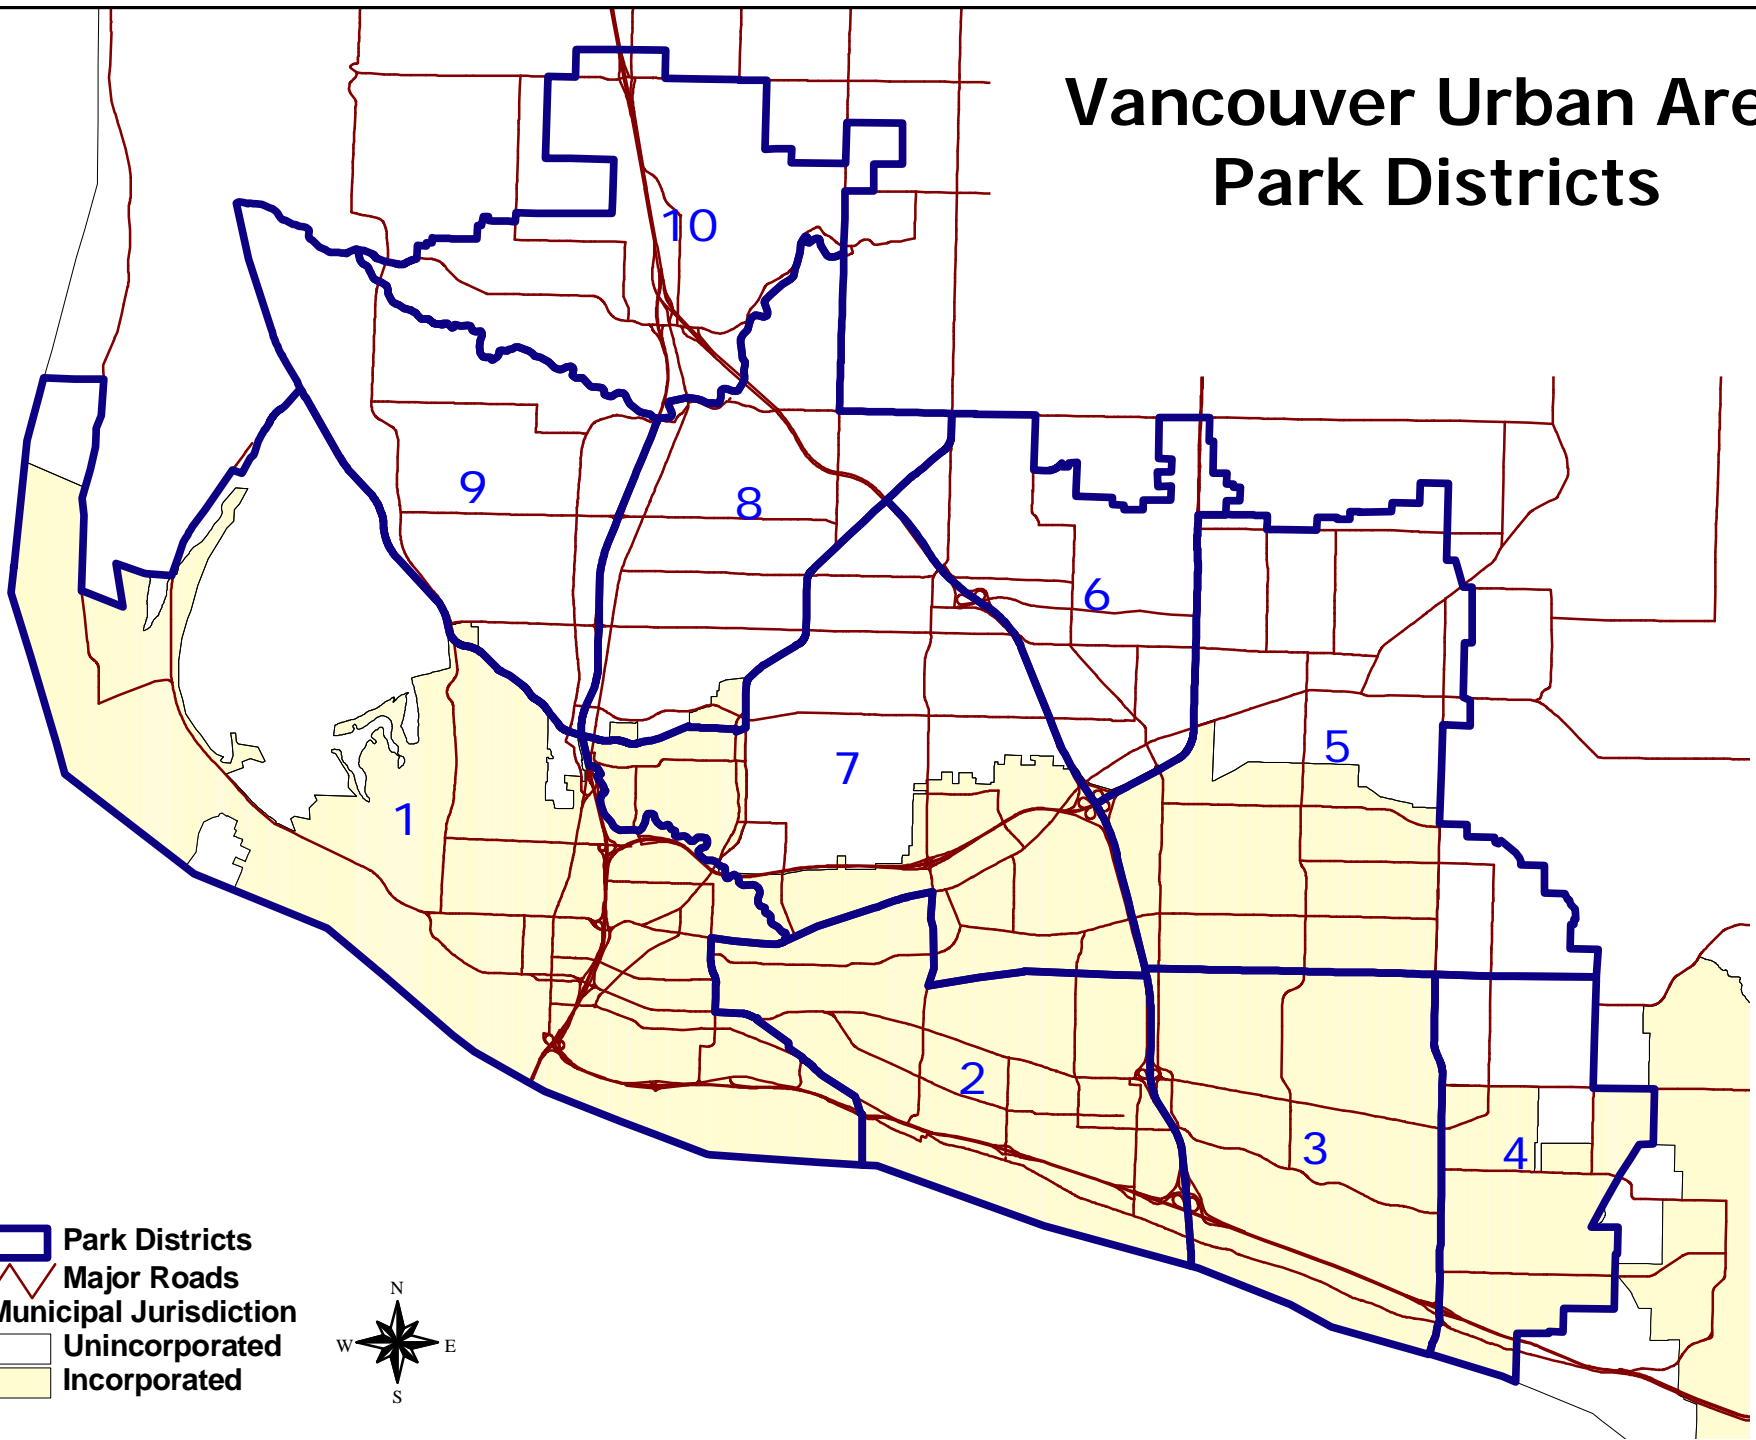 Vancouver Urban Are
Park Districts
10
9
8
6
5
7
1
2
3
4
Park Districts
Major Roads
Municipal Jurisdiction
Unincorporated
Incorporated
N
W
E
S